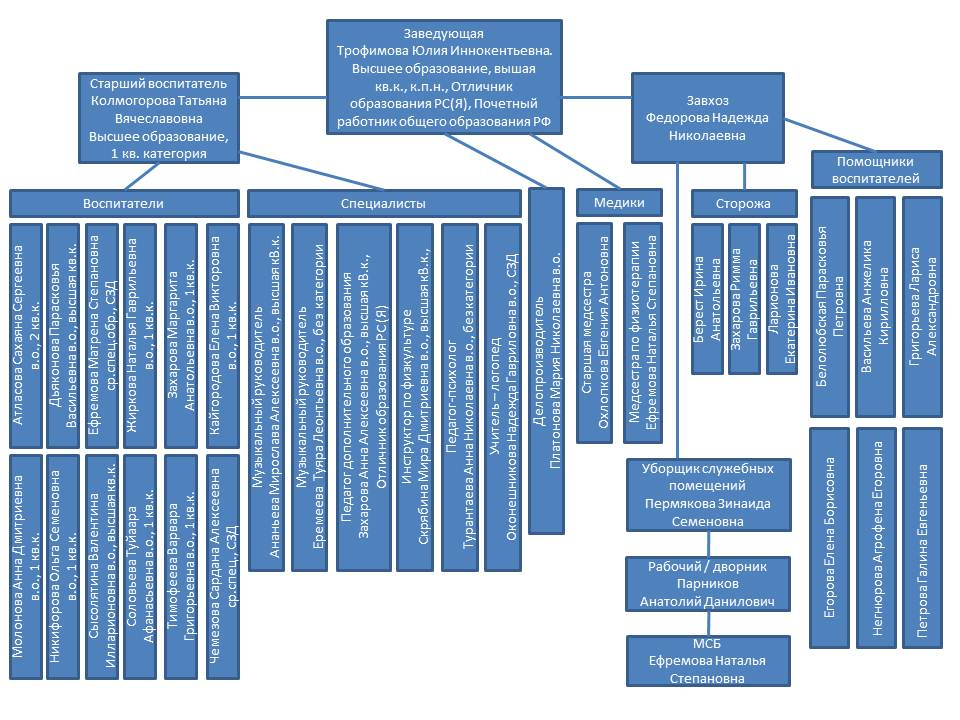 Заведующая
Трофимова Юлия Иннокентьевна.
Высшее образование, вышая
кв.к., к.п.н., Отличник
образования РС(Я), Почетный
работник общего образования РФ
Старший воспитатель
Колмогорова Татьяна
Вячеславовна
Высшее образование,
1 кв. категория
Завхоз
Федорова Надежда
Николаевна
Помощники
воспитателей
Воспитатели
Специалисты
Медики
Сторожа
Атласова Сахаяна Сергеевна
в.о., 2 кв.к.
Дьяконова Парасковья
Васильевна в.о., высшая кв.к.
Ефремова Матрена Степановна
ср.спец.обр., СЗД
Жиркова Наталья Гаврильевна
в.о., 1 кв.к.
Захарова Маргарита
Анатольевна в.о., 1кв.к.
Кайгородова Елена Викторовна
в.о., 1 кв.к.
Молонова Анна Дмитриевна
в.о., 1 кв.к.
Никифорова Ольга Семеновна
в.о., 1 кв.к.
Сысолятина Валентина
Илларионовна в.о., высшая кв.к.
Соловьева Туйаара
Афанасьевна в.о., 1 кв.к.
Тимофеева Варвара
Григорьевна в.о., 1 кв.к.
Чемезова Сардана Алексеевна
ср.спец., СЗД
Музыкальный руководитель
Ананьева Мирослава Алексеевна в.о., высшая кВ.к.
Музыкальный руководитель
Еремеева Туяра Леонтьевна в.о., без категории
Педагог дополнительного образования
Захарова Анна Алексеевна в.о., высшая кВ.к.,
Отличник образования РС(Я)
Инструктор по физкультуре
Скрябина Мира Дмитриевна в.о., высшая кВ.к.,
Педагог-психолог
Турантаева Анна Николаевна в.о., без категории
Учитель – логопед
Оконешникова Надежда Гавриловна в.о., СЗД
Делопроизводитель
Платонова Мария Николаевна в.о.
Старшая медсестра
Охлопкова Евгения Антоновна
Медсестра по физиотерапи
Ефремова Наталья Степановна
Берест Ирина
Анатольевна
Захарова Римма
Гаврильевна
Ларионова
Екатерина Ивановна
Беллолюбская Парасковья
Петровна
Васильева Анжелика
Кирилловна
Григорьева Лариса
Александровна
Егорова Елена Борисовна
Негнюрова Агрофена Егоровна
Петрова Галина Евгеньевна
Уборщик служебных
помещений
Пермякова Зинаида
Семеновна
Рабочий / дворник
Парников
Анатолий Данилович
МСБ
Ефремова Наталья
Степановна